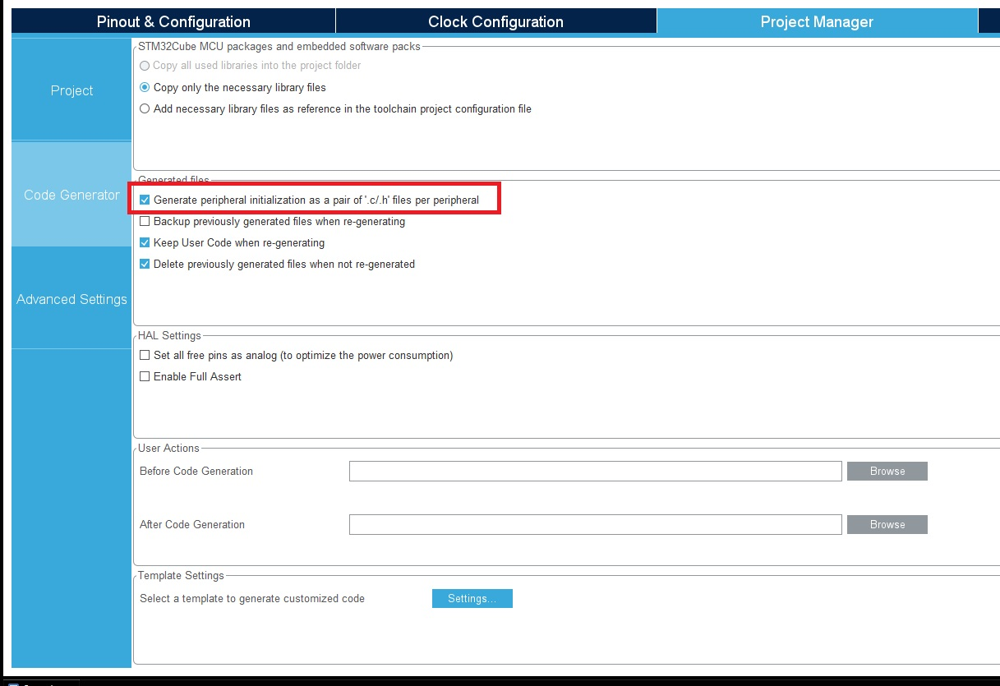 Pinout & Configuration
Clock Configuration
Project Manager
STM32Cube MCU packages and embedded software packs
Copy all used libraries into the project folder
Project
Copy only the necessary library files
Add necessary library files as reference in the toolchain project configuration file
Generated files
Code Generator
Generate peripheral initialization as a pair of '.c/.h' files per peripheral
Backup previously generated files when re-generating
Keep User Code when re-generating
Delete previously generated files when not re-generated
Advanced Settings
HAL Settings
Set all free pins as analog (to optimize the power consumption)
Enable Full Assert
User Actions
Before Code Generation
Browse
After Code Generation
Browse
Template Settings
Select a template to generate customized code
Settings...